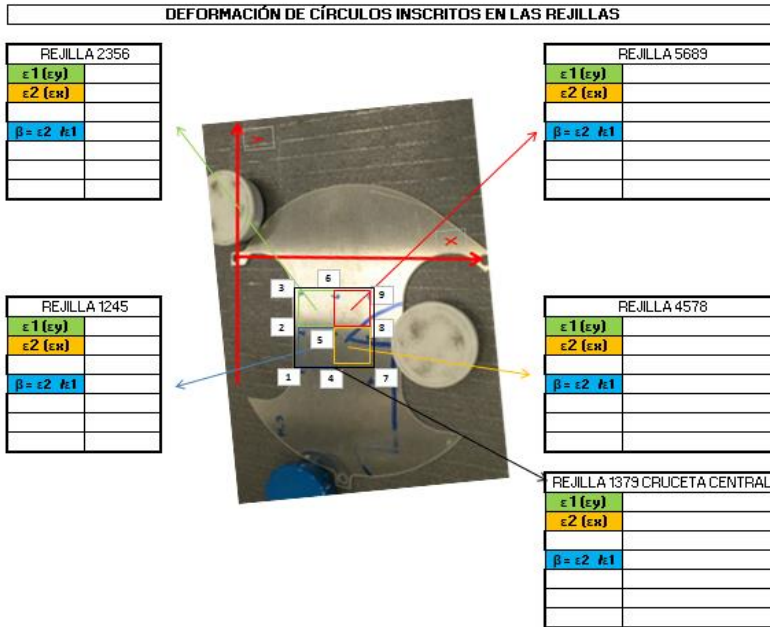 DEFORMACIÓN DE CÍRCULOS INSCRITOS EN LAS REJILLAS
REJILLA 2356
ε1 (εy)
ε2 (εx)
β = ε2 /ε1
REJILLA 5689
ε1 (εy)
ε2 (εx)
β = ε2 /ε1
Y
X
3
6
9
2
5
8
1
4
7
REJILLA 1245
ε1 (εy)
ε2 (εx)
β = ε2 /ε1
REJILLA 4578
ε1 (εy)
ε2 (εx)
β = ε2 /ε1
REJILLA 1379 CRUCETA CENTRAL
ε1 (εy)
ε2 (εx)
β = ε2 /ε1